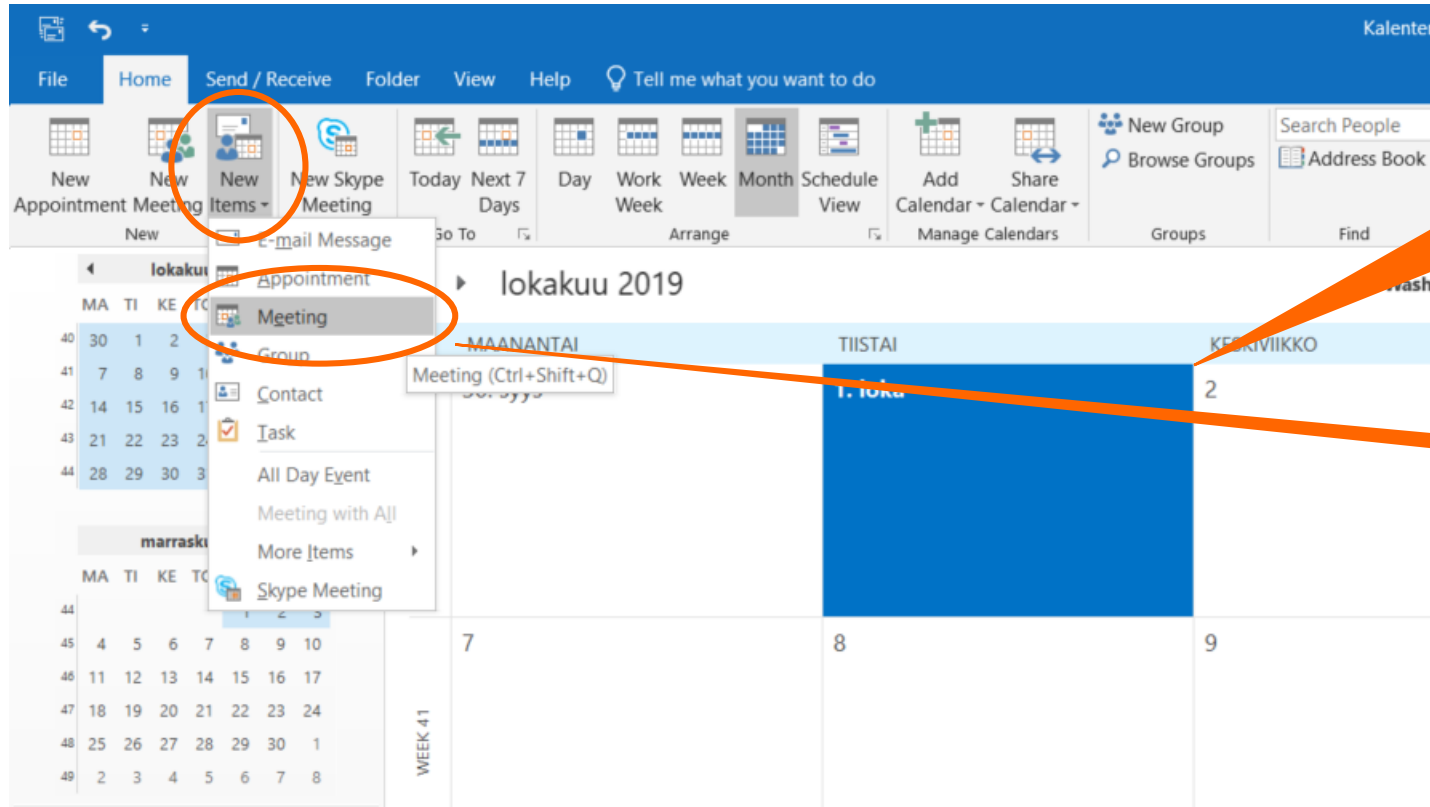 Kalenter
File Home Send / Receive Folder View Help Tell me what you want to do
New Appointment
New Meeting
New Items
New Skype Meeting
Today
Next 7 Days
Day
Work Week
Week
Month
Schedule View
Add Calendar
Share Calendar
New Group
Browse Groups
Search People
Address Book
New Go To Arrange Manage Calendars Groups Find
E-mail Message
Appointment
Meeting
Group
Contact
Task
All Day Event
Meeting with All
More Items
Skype Meeting
Meeting (Ctrl+Shift+Q)
MA TI KE
40 30 1 2
41 7 8 9
42 14 15 16
43 21 22 23
44 28 29 30
MA TI KE
44 1 2 3
45 4 5 6 7 8 9 10
46 11 12 13 14 15 16 17
47 18 19 20 21 22 23 24
48 25 26 27 28 29 30 1
49 2 3 4 5 6 7 8
lokakuu 2019
MAANANTAI TIISTAI KESKIVIIKKO
30. syys 1. loka 2
7 8 9
WEEK 41